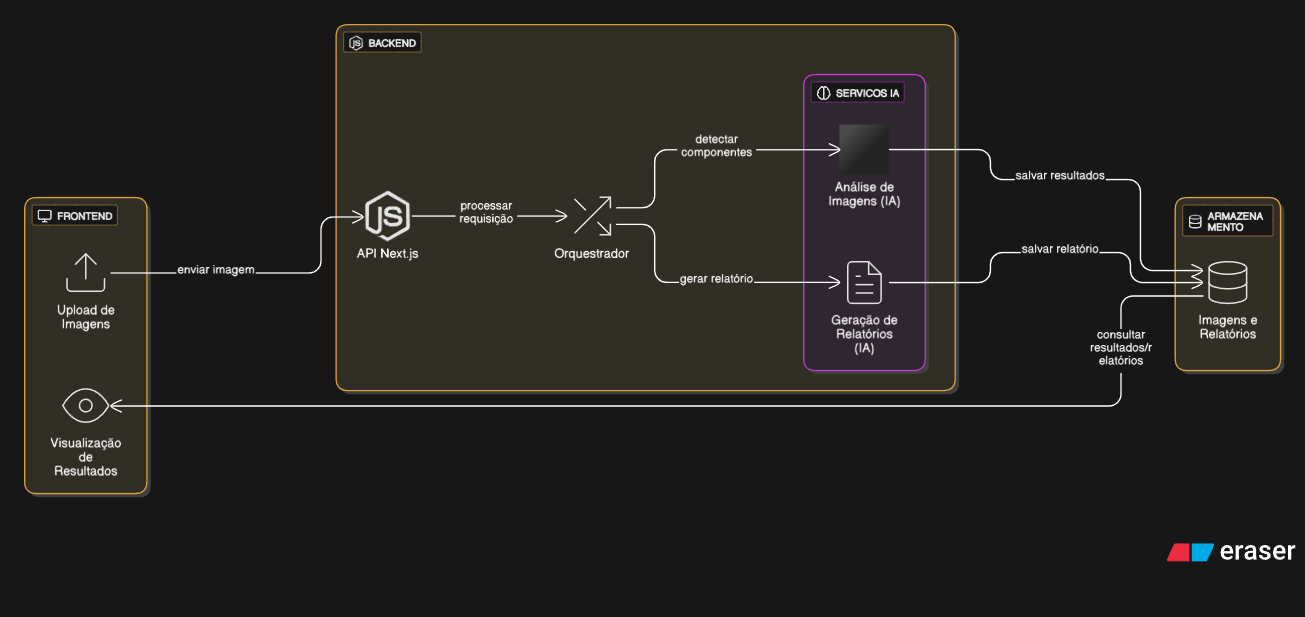 BACKEND
SERVICOS IA
detectar
componentes
Análise de
Imagens (IA)
salvar resultados
FRONTEND
enviar imagem
Upload de
Imagens
JS
API Next.js
processar
requisição
Orquestrador
gerar relatório
Geração de
Relatórios
(IA)
salvar relatório
ARMAZENA
MENTO
Imagens e
Relatórios
consultar
resultados/r
elatórios
Visualização
de
Resultados
eraser